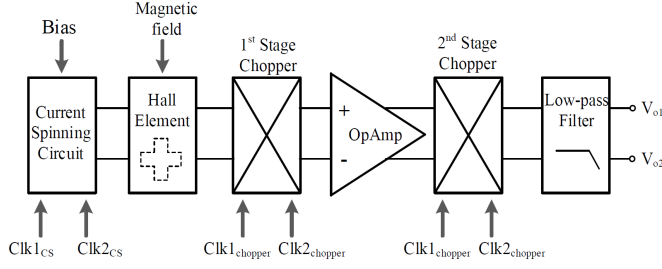 Bias
Magnetic
field
1st Stage
Chopper
2nd Stage
Chopper
Current
Spinning
Circuit
Hall
Element
+
OpAmp
-
Low-pass
Filter
Vo1
Vo2
Clk1CS
Clk2CS
Clk1chopper
Clk2chopper
Clk1chopper
Clk2chopper